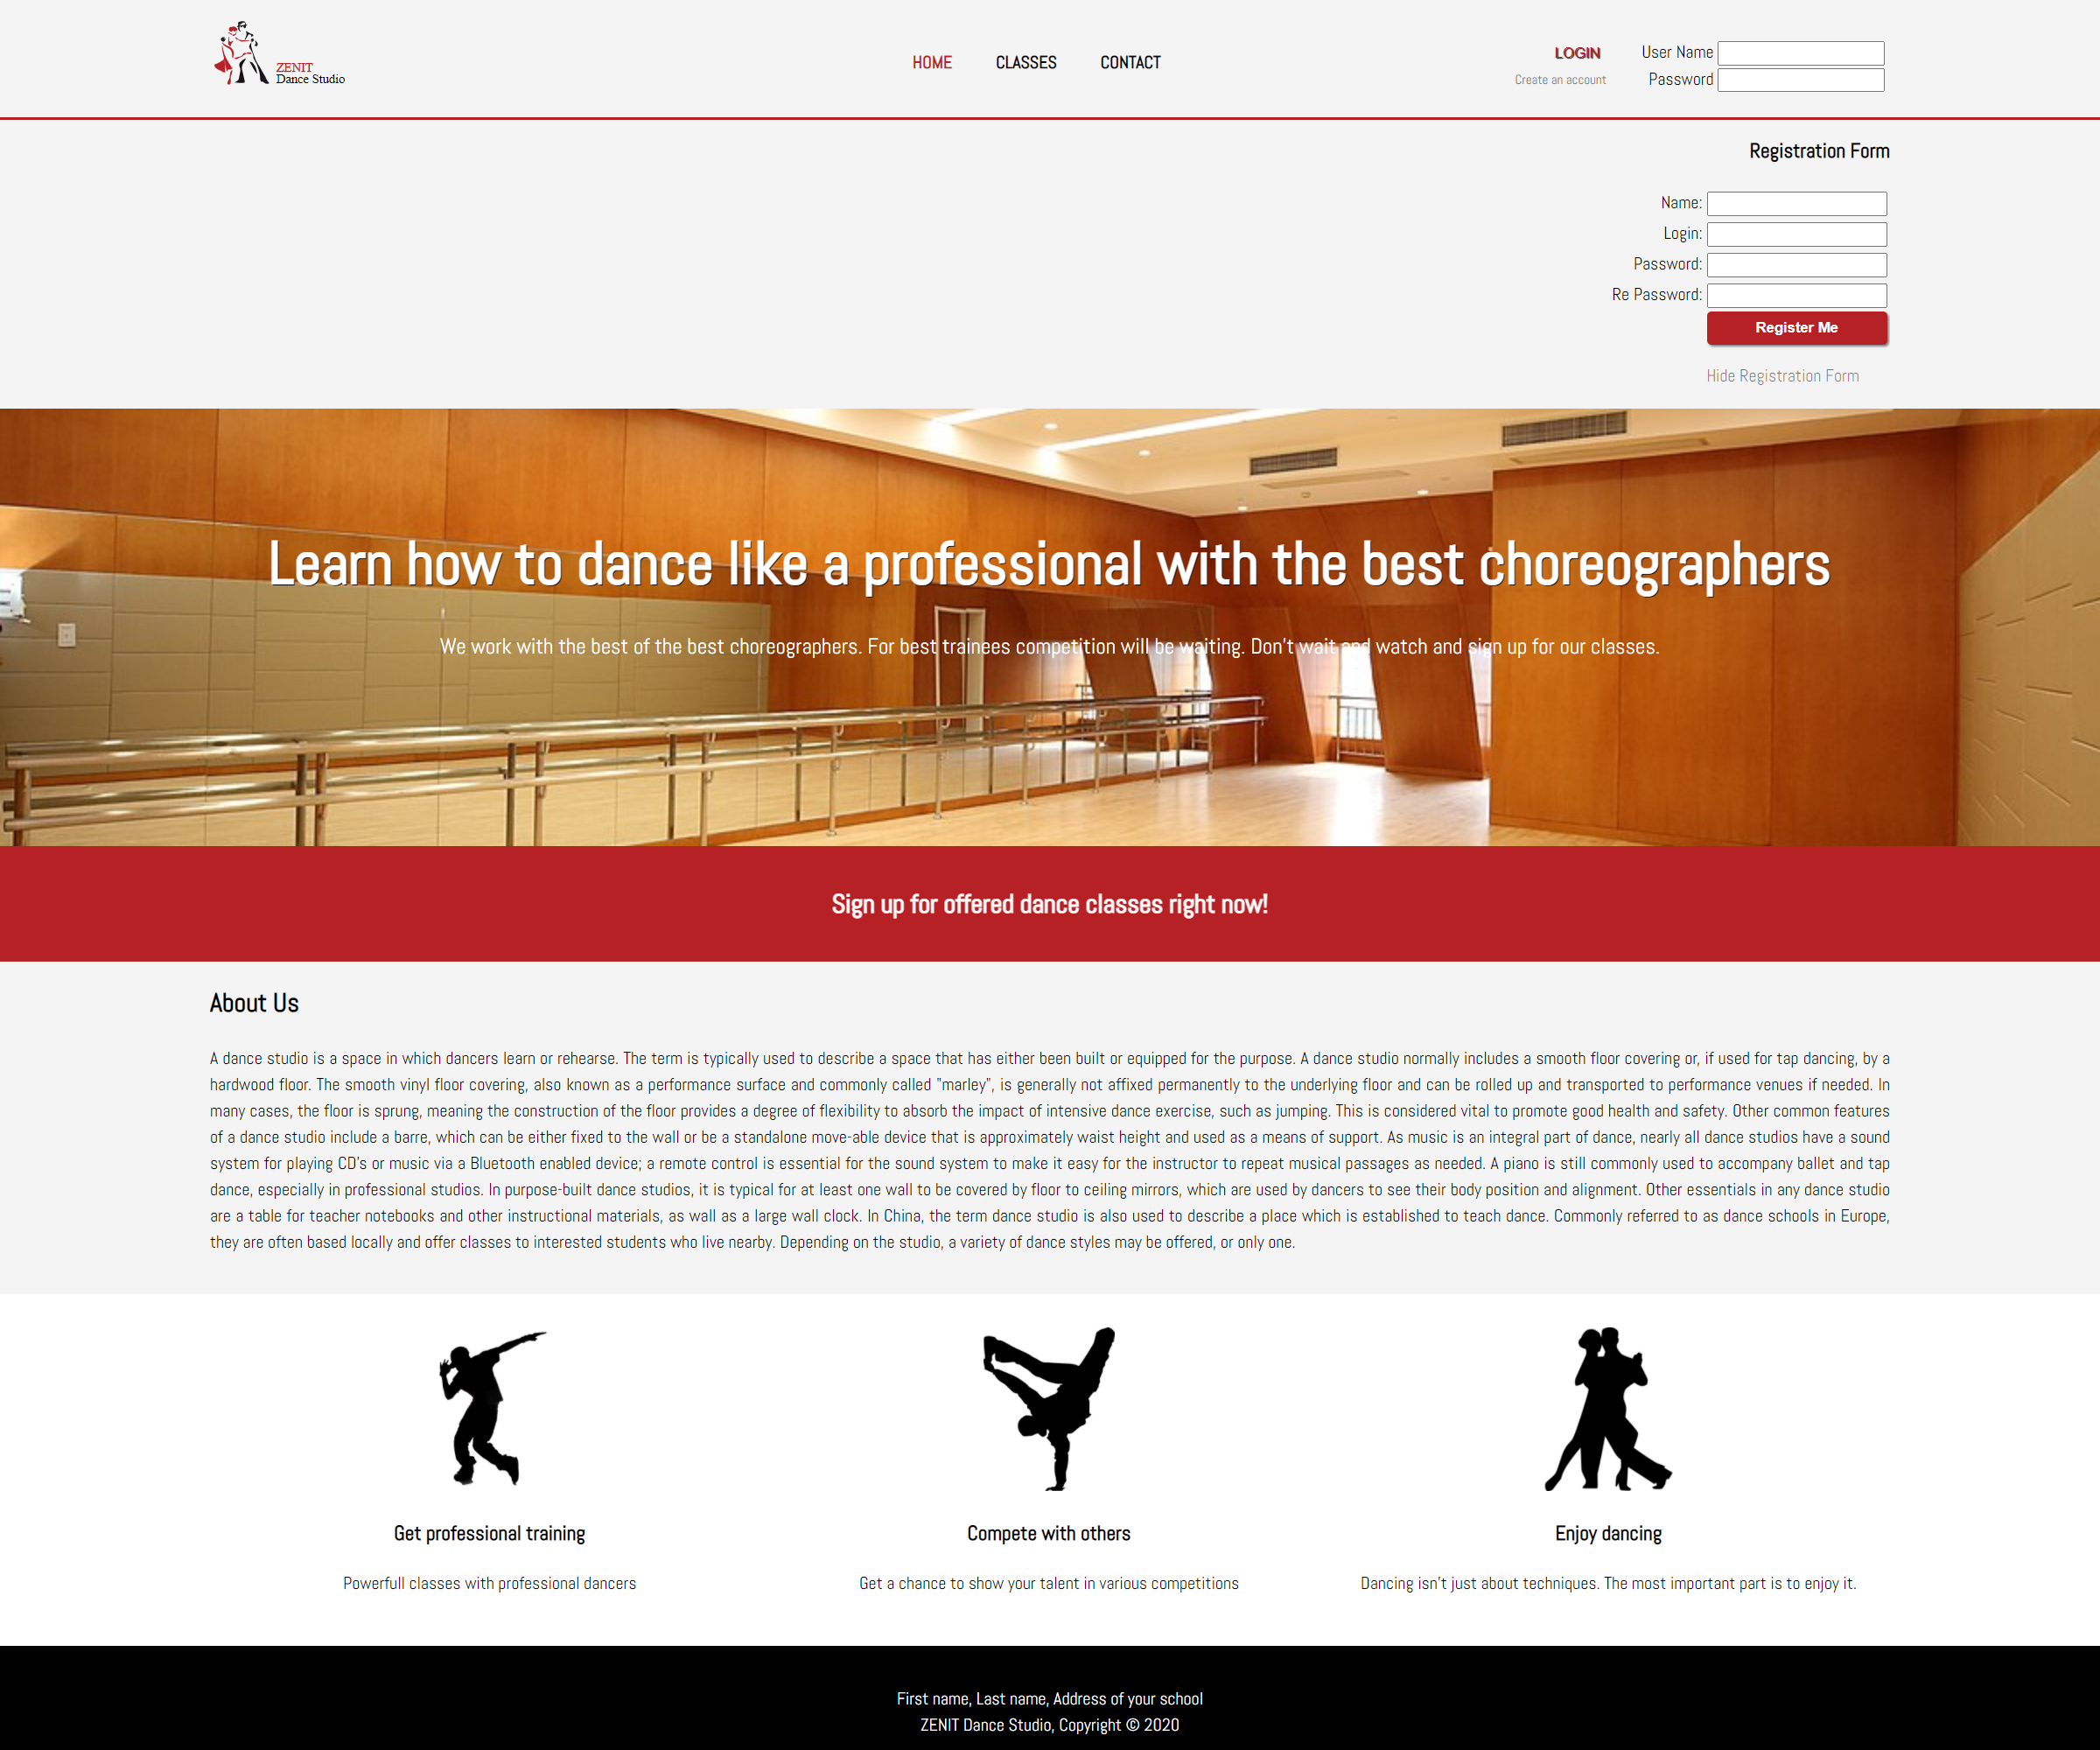 ZENIT
Dance Studio
HOME
CLASSES
CONTACT
LOGIN
Create an account
User Name
Password
Registration Form
Name:
Login:
Password:
Re Password:
Register Me
Hide Registration Form
Learn how to dance like a professional with the best choreographers
We work with the best of the best choreographers. For best trainees competition will be waiting. Don't wait and watch and sign up for our classes.
Sign up for offered dance classes right now!
About Us
A dance studio is a space in which dancers learn or rehearse. The term is typically used to describe a space that has either been built or equipped for the purpose. A dance studio normally includes a smooth floor covering or, if used for tap dancing, by a
hardwood floor. The smooth vinyl floor covering, also known as a performance surface and commonly called "marley", is generally not affixed permanently to the underlying floor and can be rolled up and transported to performance venues if needed. In
many cases, the floor is sprung, meaning the construction of the floor provides a degree of flexibility to absorb the impact of intensive dance exercise, such as jumping. This is considered vital to promote good health and safety. Other common features
of a dance studio include a barre, which can be either fixed to the wall or be a standalone move-able device that is approximately waist height and used as a means of support. As music is an integral part of dance, nearly all dance studios have a sound
system for playing CD's or music via a Bluetooth enabled device; a remote control is essential for the sound system to make it easy for the instructor to repeat musical passages as needed. A piano is still commonly used to accompany ballet and tap
dance, especially in professional studios. In purpose-built dance studios, it is typical for at least one wall to be covered by floor to ceiling mirrors, which are used by dancers to see their body position and alignment. Other essentials in any dance studio
are a table for teacher notebooks and other instructional materials, as wall as a large wall clock. In China, the term dance studio is also used to describe a place which is established to teach dance. Commonly referred to as dance schools in Europe,
they are often based locally and offer classes to interested students who live nearby. Depending on the studio, a variety of dance styles may be offered, or only one.
Get professional training
Powerfull classes with professional dancers
Compete with others
Get a chance to show your talent in various competitions
Enjoy dancing
Dancing isn't just about techniques. The most important part is to enjoy it.
First name, Last name, Address of your school
ZENIT Dance Studio, Copyright © 2020